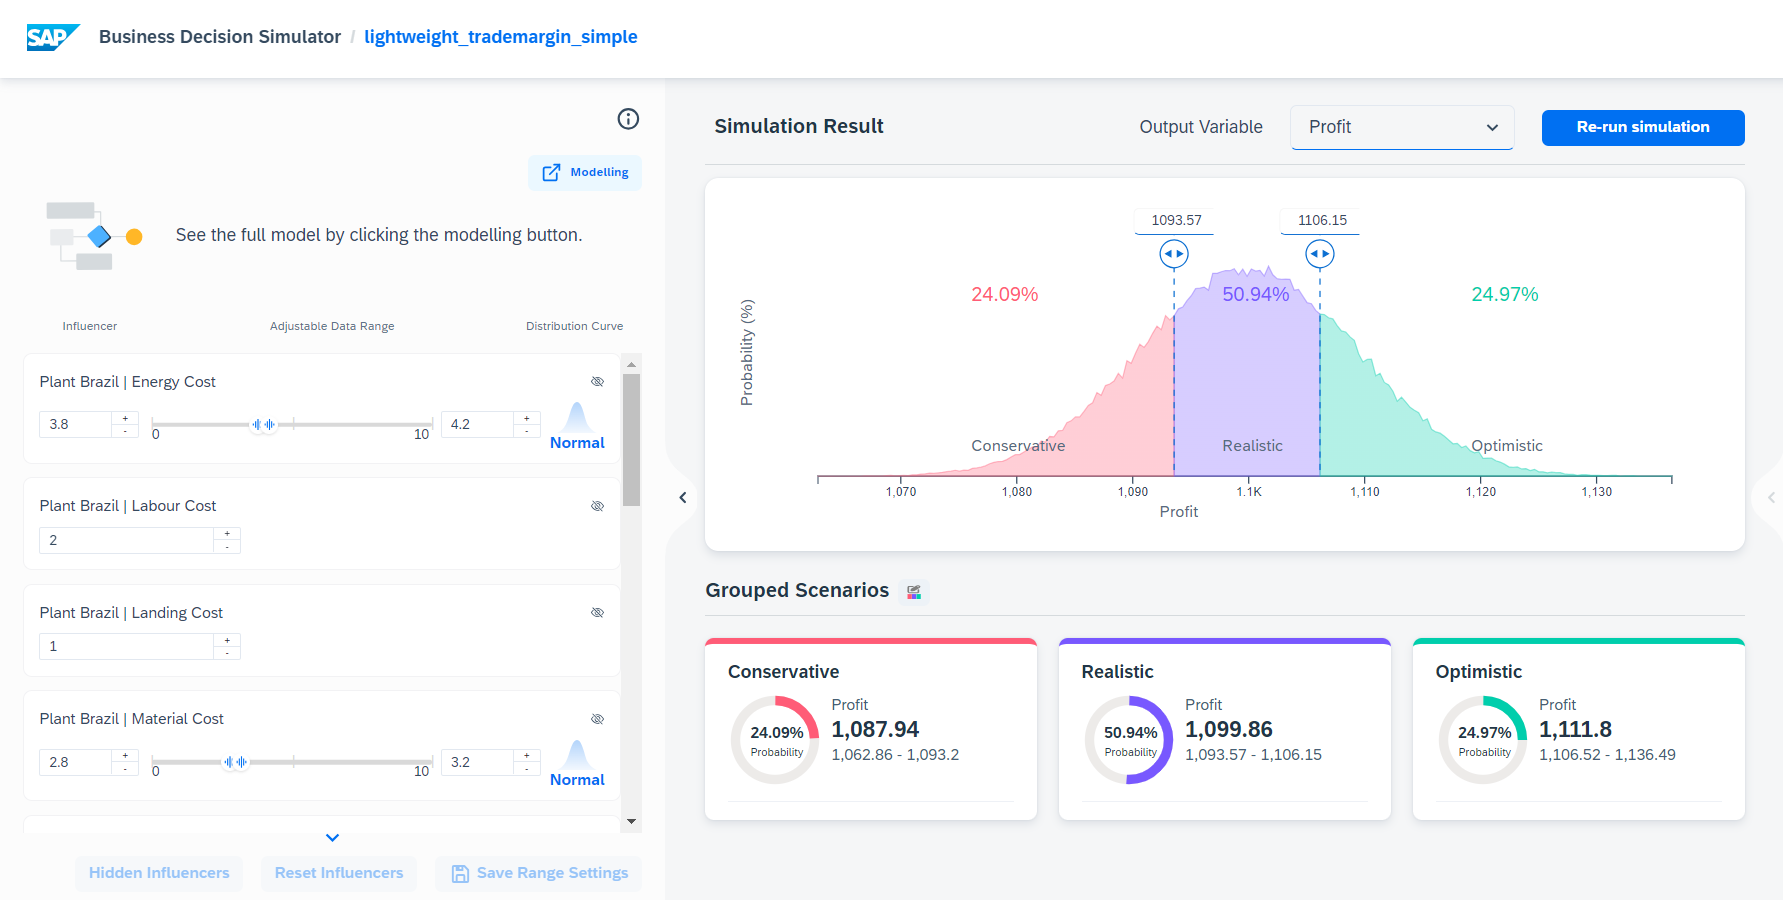 SAP Business Decision Simulator / lightweight_trademargin_simple
Modelling
See the full model by clicking the modelling button.
Influencer Adjustable Data Range Distribution Curve
Plant Brazil | Energy Cost
3.8 + - 0 10 4.2 + - Normal
Plant Brazil | Labour Cost
2 + -
Plant Brazil | Landing Cost
1 + -
Plant Brazil | Material Cost
2.8 + - 0 10 3.2 + - Normal
Hidden Influencers Reset Influencers Save Range Settings
Simulation Result Output Variable Profit Re-run simulation
1093.57 1106.15
24.09% 50.94% 24.97%
Probability (%)
Conservative Realistic Optimistic
1,070 1,080 1,090 1.1K 1,110 1,120 1,130
Profit
Grouped Scenarios
Conservative
24.09%
Probability
Profit
1,087.94
1,062.86 - 1,093.2
Realistic
50.94%
Probability
Profit
1,099.86
1,093.57 - 1,106.15
Optimistic
24.97%
Probability
Profit
1,111.8
1,106.52 - 1,136.49